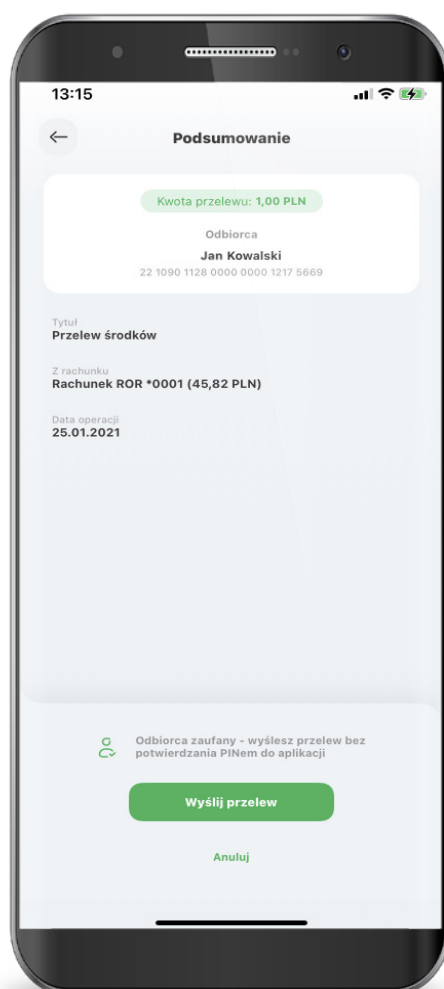 13:15
Podsumowanie
Kwota przelewu: 1,00 PLN
Odbiorca
Jan Kowalski
22 1090 1128 0000 0000 1217 5669
Tytuł
Przelew środków
Z rachunku
Rachunek ROR *0001 (45,82 PLN)
Data operacji
25.01.2021
Odbiorca zaufany - wyślesz przelew bez
potwierdzania PINem do aplikacji
Wyślij przelew
Anuluj